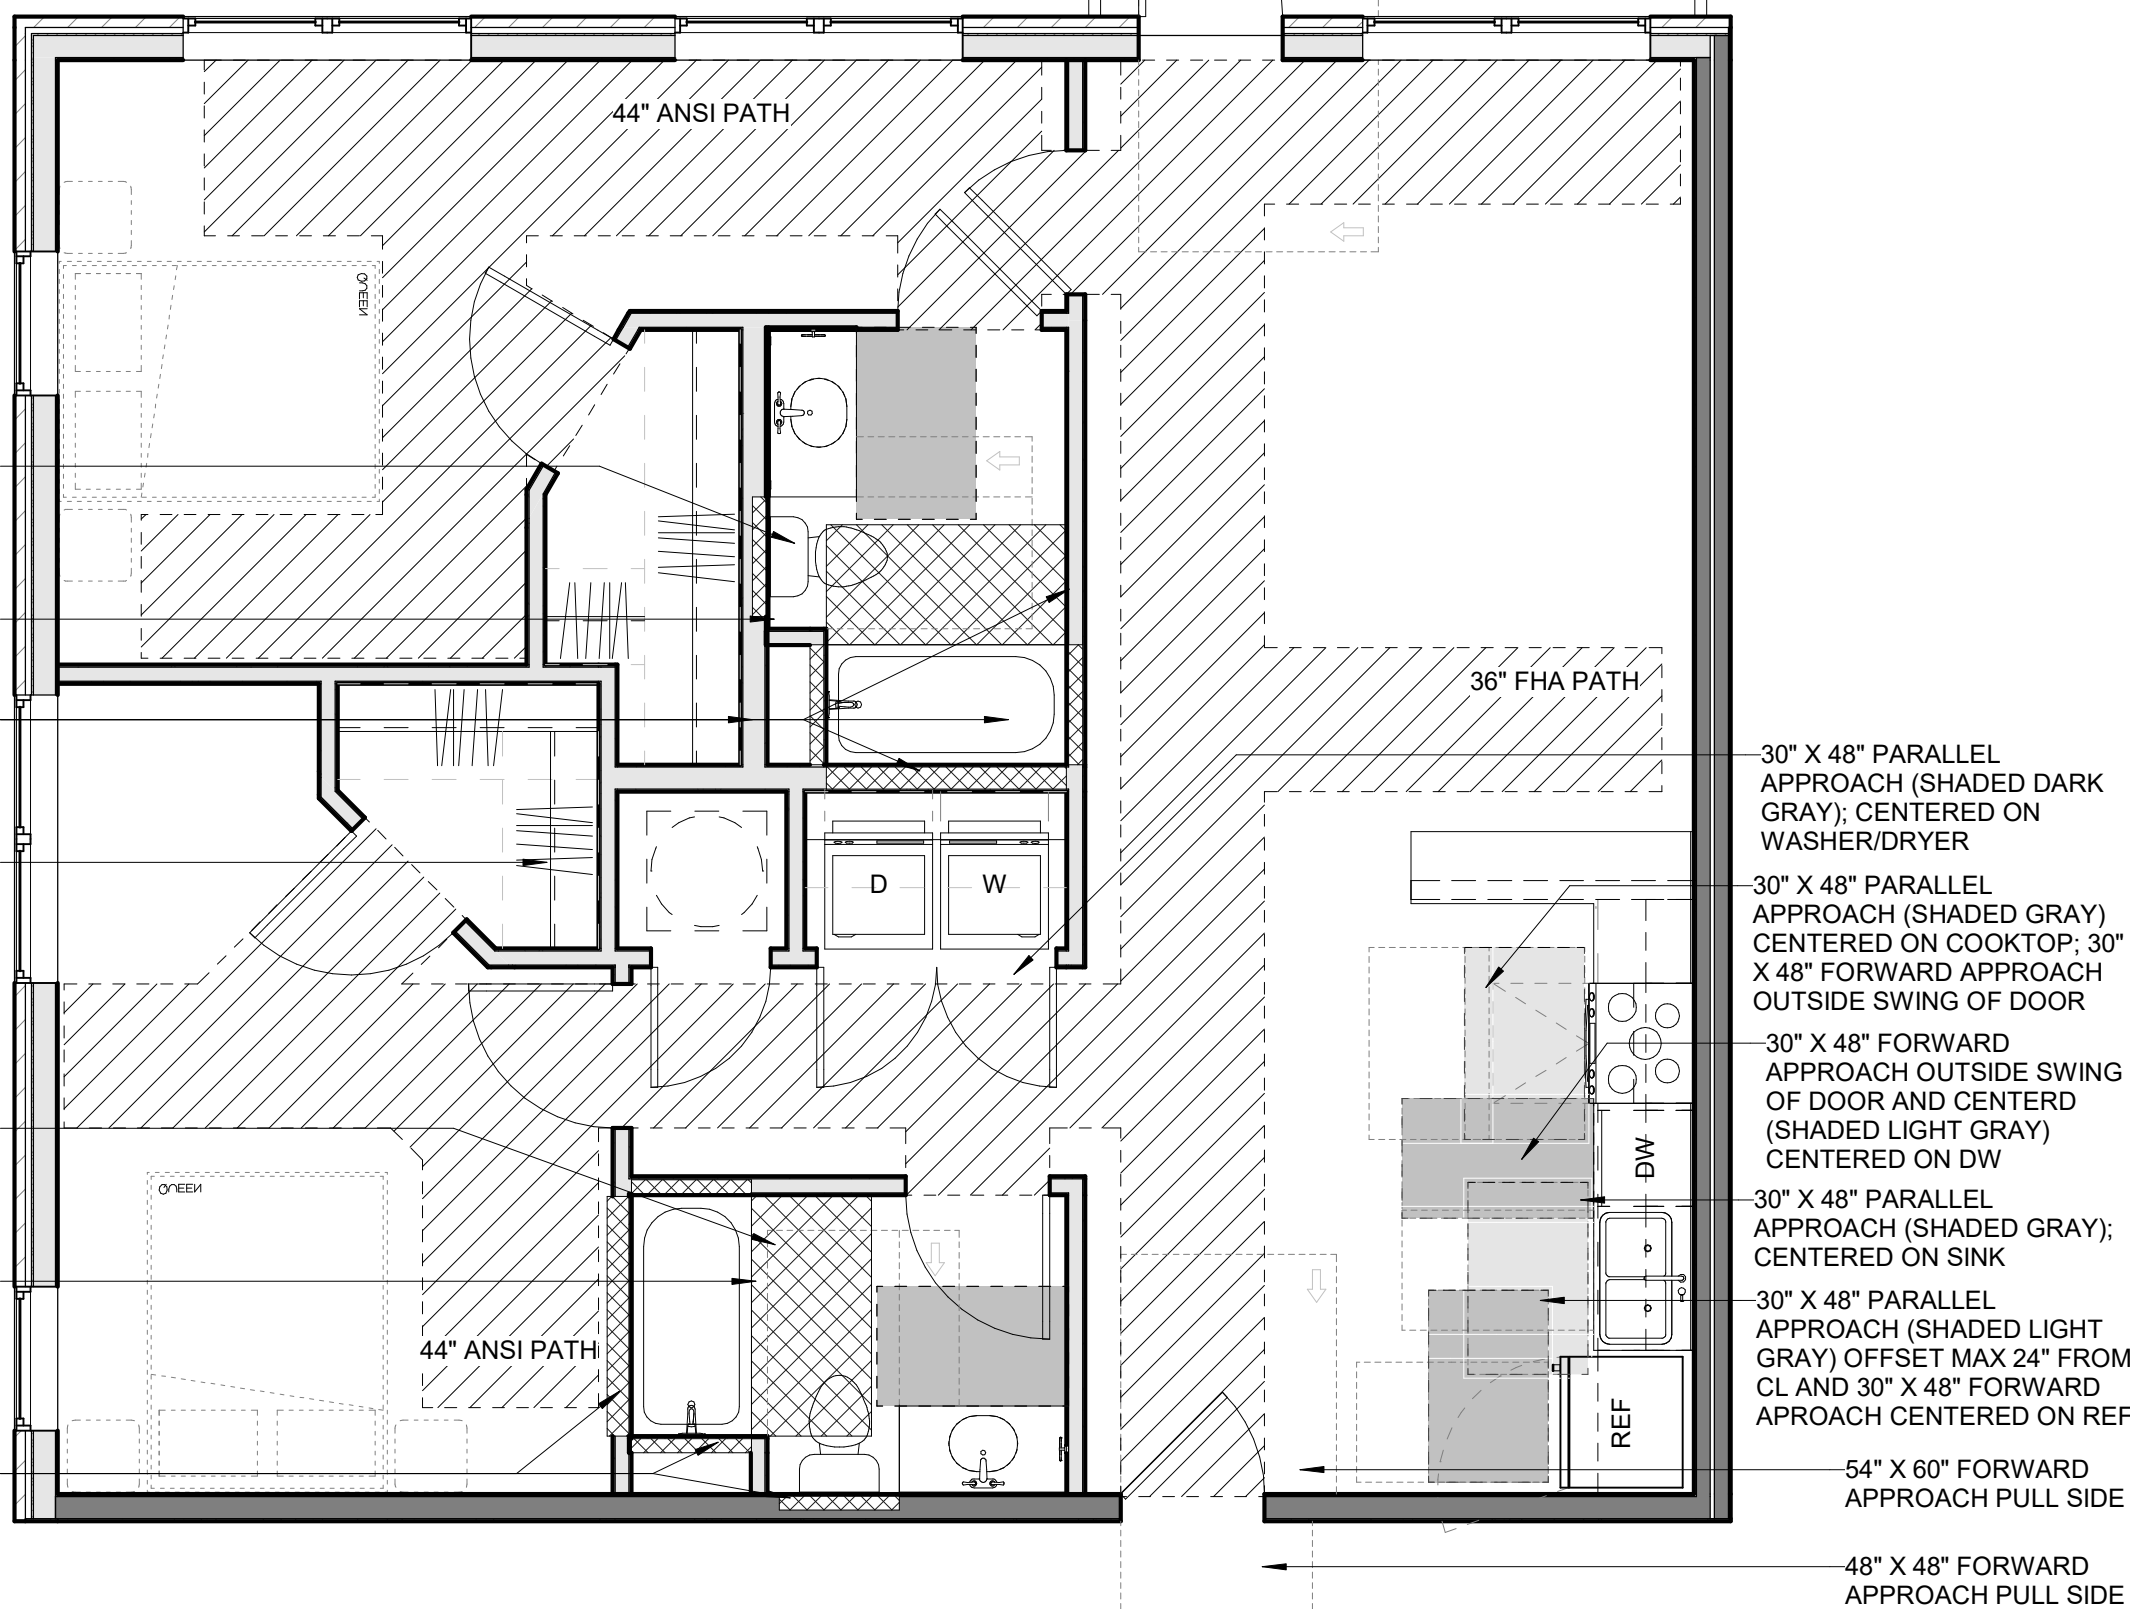 44" ANSI PATH
QUEEN
36" FHA PATH
30" X 48" PARALLEL
APPROACH (SHADED DARK
GRAY); CENTERED ON
WASHER/DRYER
D
W
30" X 48" PARALLEL
APPROACH (SHADED GRAY)
CENTERED ON COOKTOP; 30"
X 48" FORWARD APPROACH
OUTSIDE SWING OF DOOR
30" X 48" FORWARD
APPROACH OUTSIDE SWING
OF DOOR AND CENTERD
(SHADED LIGHT GRAY)
CENTERED ON DW
DW
QUEEN
30" X 48" PARALLEL
APPROACH (SHADED GRAY);
CENTERED ON SINK
30" X 48" PARALLEL
APPROACH (SHADED LIGHT
GRAY) OFFSET MAX 24" FROM
CL AND 30" X 48" FORWARD
APROACH CENTERED ON REF
44" ANSI PATH
REF
54" X 60" FORWARD
APPROACH PULL SIDE
48" X 48" FORWARD
APPROACH PULL SIDE